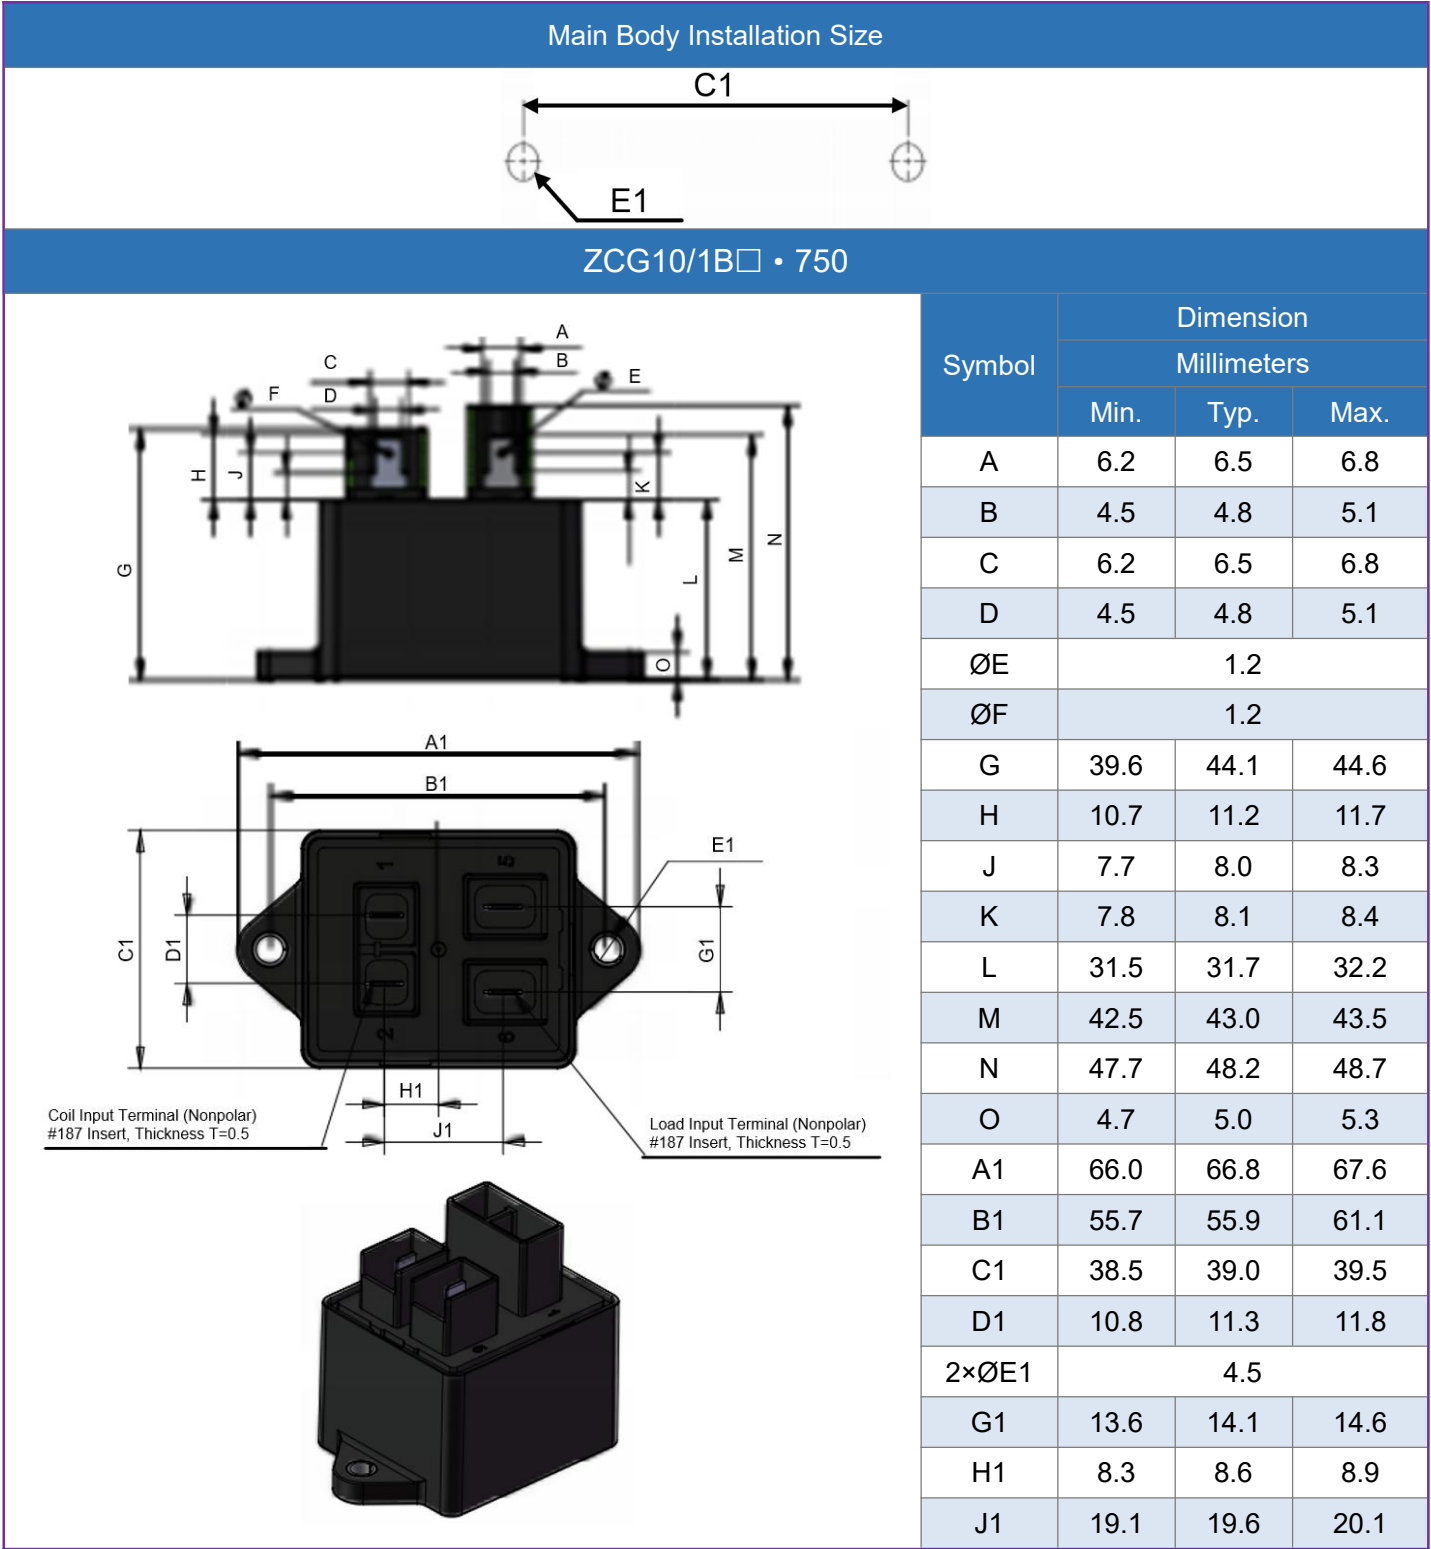 Main Body Installation Size
C1
E1
ZCG10/1B□ • 750
A
B
C
D
E
F
G
H
J
K
L
M
N
O
A1
B1
C1
D1
E1
G1
H1
J1
1
2
5
6
Coil Input Terminal (Nonpolar)
#187 Insert, Thickness T=0.5
Load Input Terminal (Nonpolar)
#187 Insert, Thickness T=0.5
Symbol Dimension
Millimeters
Min. Typ. Max.
A 6.2 6.5 6.8
B 4.5 4.8 5.1
C 6.2 6.5 6.8
D 4.5 4.8 5.1
ØE 1.2
ØF 1.2
G 39.6 44.1 44.6
H 10.7 11.2 11.7
J 7.7 8.0 8.3
K 7.8 8.1 8.4
L 31.5 31.7 32.2
M 42.5 43.0 43.5
N 47.7 48.2 48.7
O 4.7 5.0 5.3
A1 66.0 66.8 67.6
B1 55.7 55.9 61.1
C1 38.5 39.0 39.5
D1 10.8 11.3 11.8
2×ØE1 4.5
G1 13.6 14.1 14.6
H1 8.3 8.6 8.9
J1 19.1 19.6 20.1